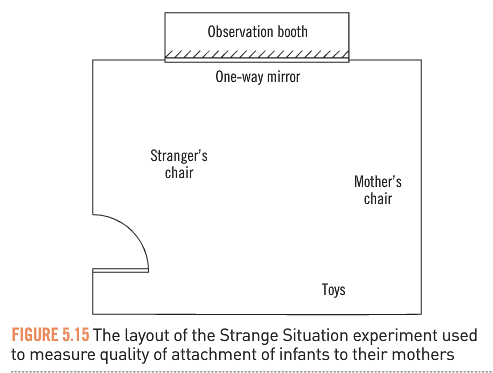 Observation booth
One-way mirror
Stranger’s
chair
Mother’s
chair
Toys
FIGURE 5.15 The layout of the Strange Situation experiment used
to measure quality of attachment of infants to their mothers